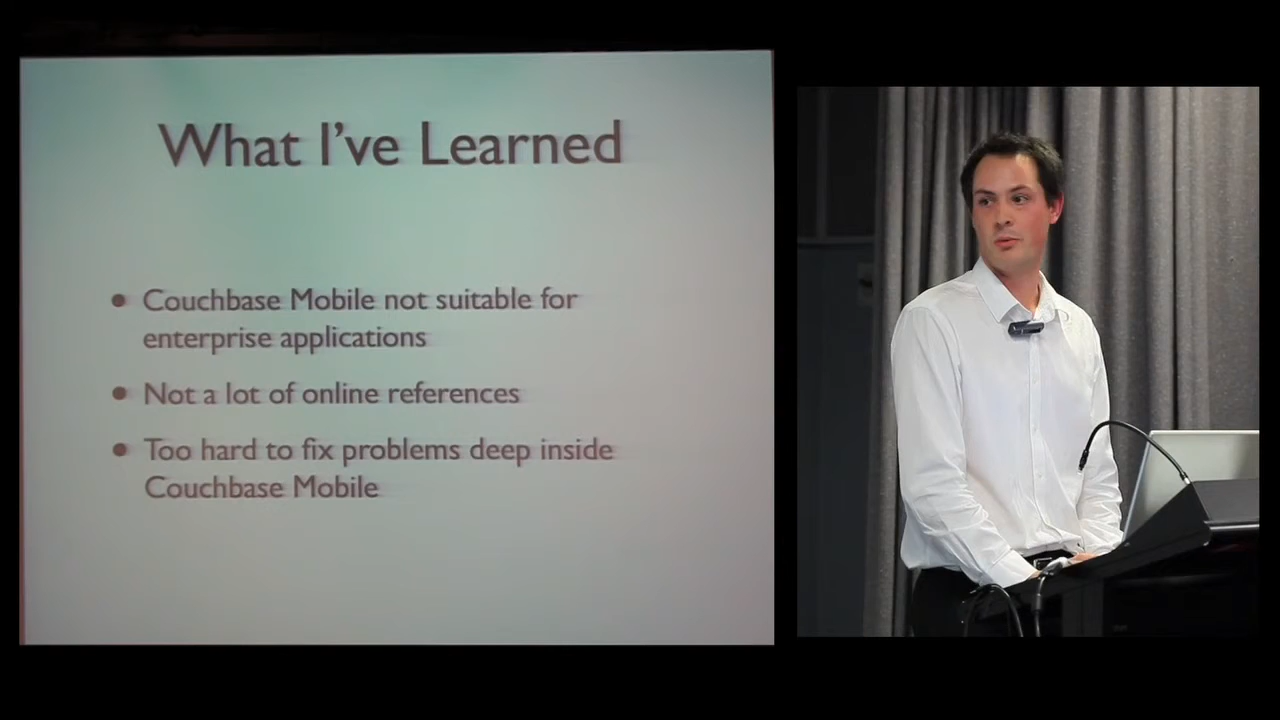 What I've Learned
• Couchbase Mobile not suitable for
enterprise applications
• Not a lot of online references
• Too hard to fix problems deep inside
Couchbase Mobile